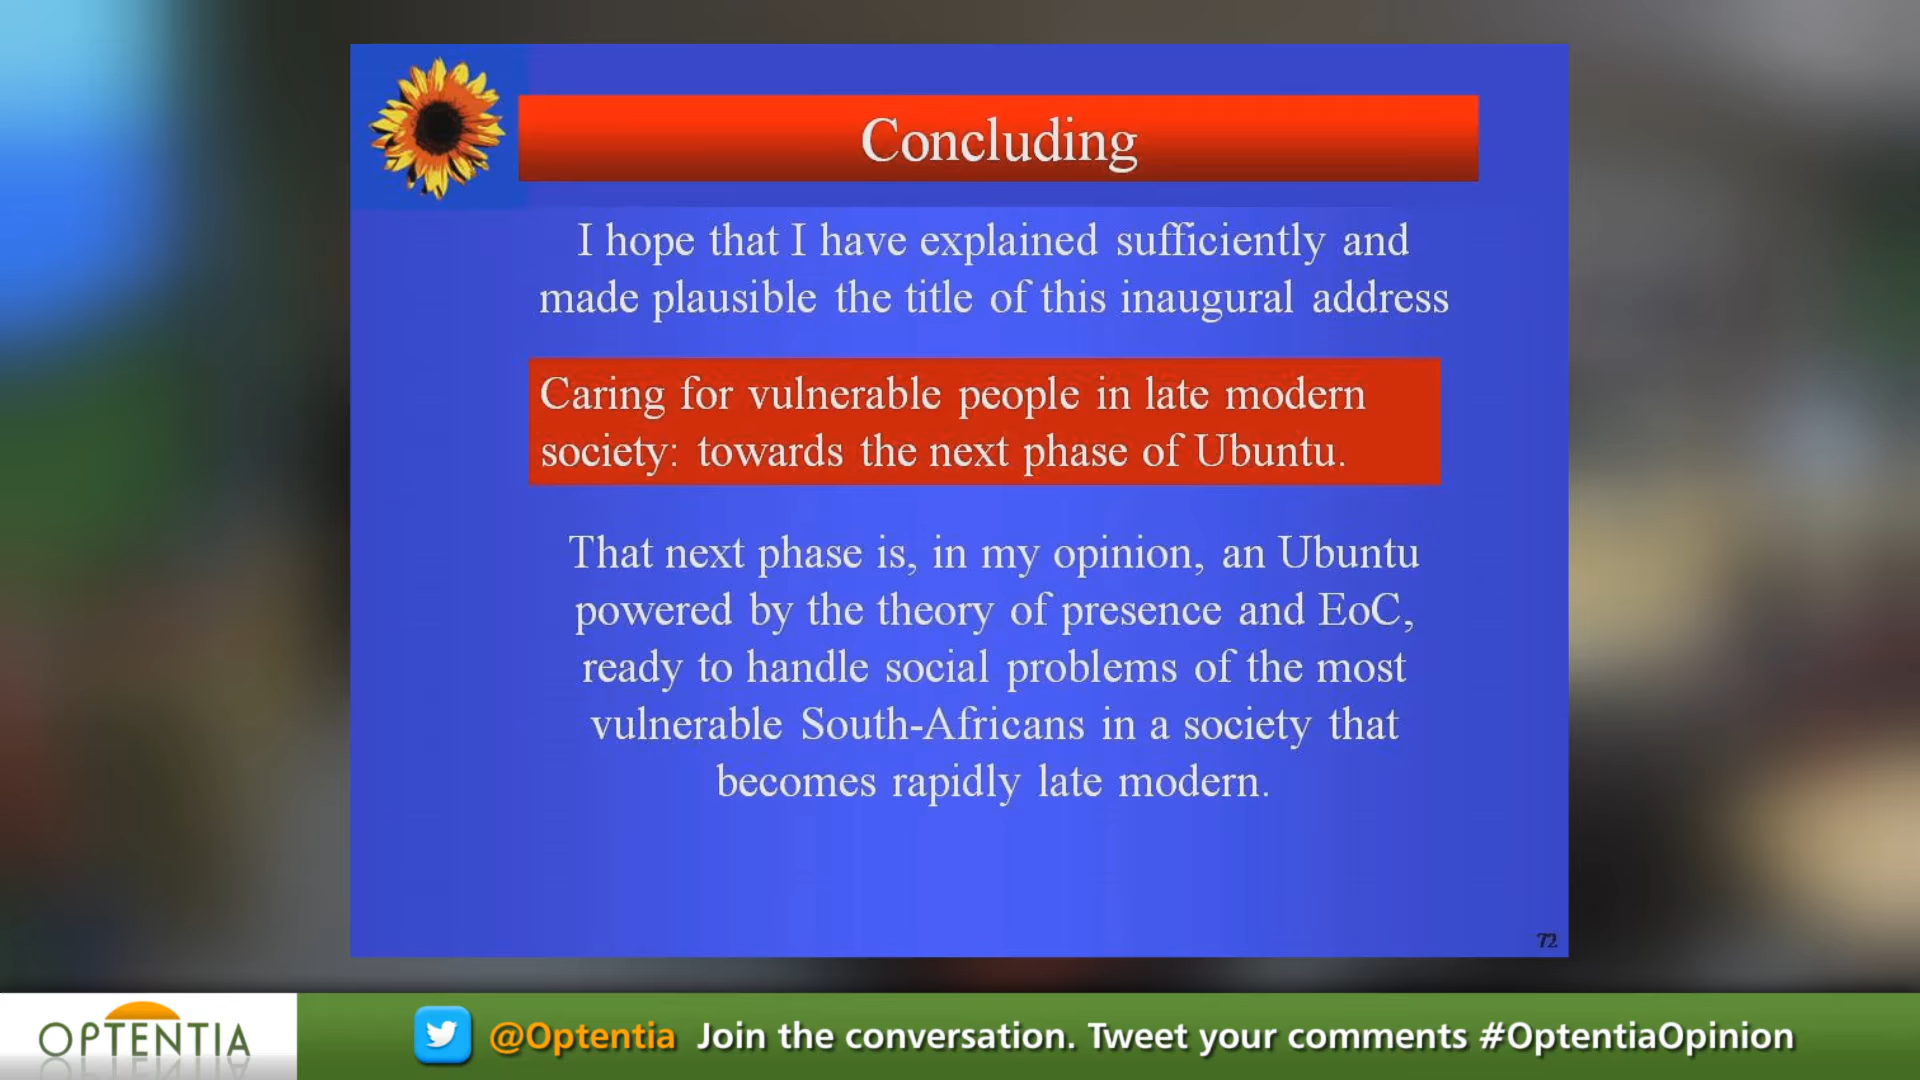 Concluding
I hope that I have explained sufficiently and
made plausible the title of this inaugural address
Caring for vulnerable people in late modern
society: towards the next phase of Ubuntu.
That next phase is, in my opinion, an Ubuntu
powered by the theory of presence and EoC,
ready to handle social problems of the most
vulnerable South-Africans in a society that
becomes rapidly late modern.
72
OPTENTIA
@Optentia Join the conversation. Tweet your comments #OptentiaOpinion